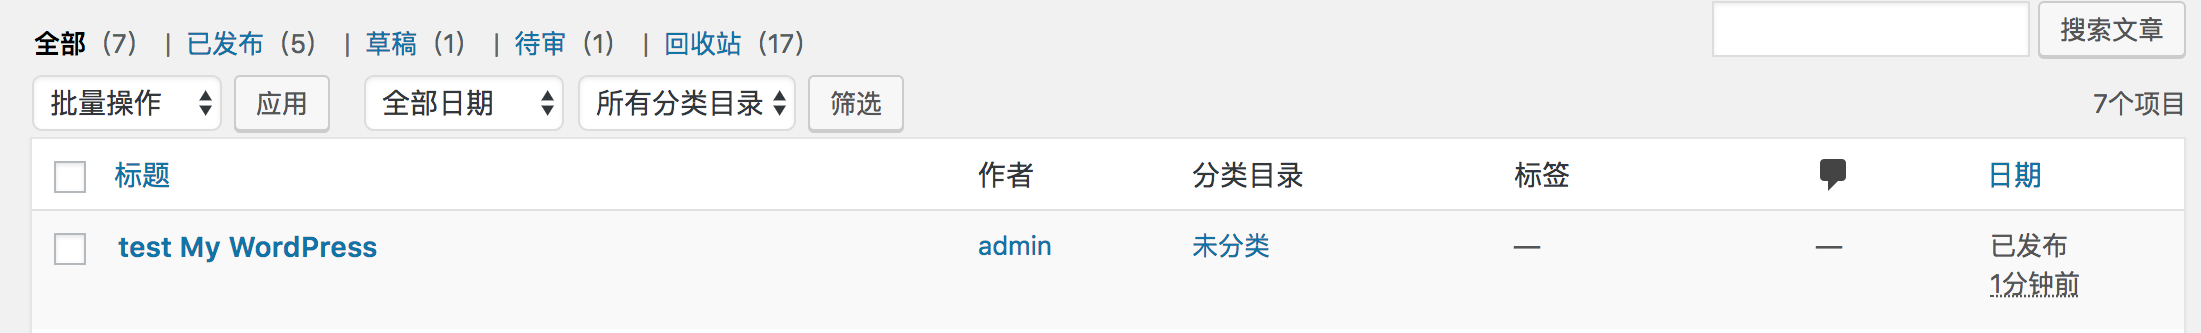 全部 (7) | 已发布 (5) | 草稿 (1) | 待审 (1) | 回收站 (17)
搜索文章
批量操作 应用 全部日期 所有分类目录 筛选 7个项目
标题 作者 分类目录 标签 日期
test My WordPress admin 未分类 — — 已发布
1分钟前